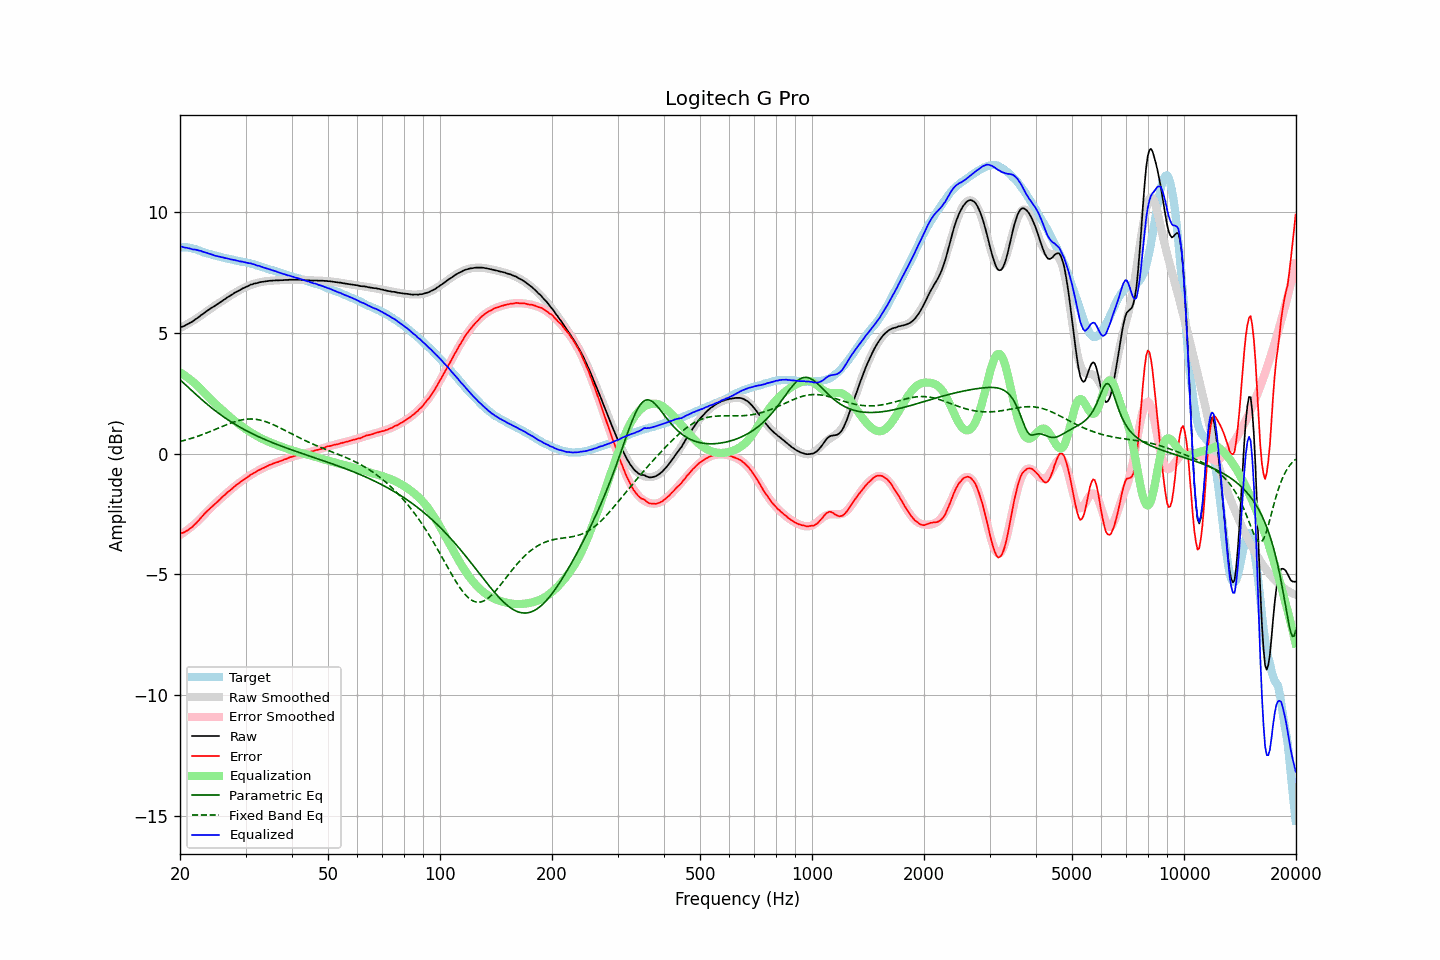 Logitech G Pro
Amplitude (dBr)
10
5
0
−5
−10
−15
Target
Raw Smoothed
Error Smoothed
Raw
Error
Equalization
Parametric Eq
Fixed Band Eq
Equalized
20 50 100 200 500 1000 2000 5000 10000 20000
Frequency (Hz)